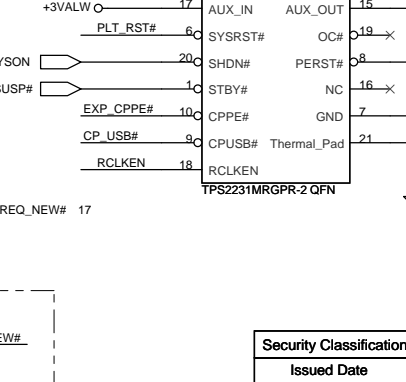 +3VALW 17 AUX_IN AUX_OUT 15
PLT_RST# 6 SYSRST# OC# 19
YSON 20 SHDN# PERST# 8
SUSP# 1 STBY# NC 16
EXP_CPPE# 10 CPPE# GND 7
CP_USB# 9 CPUSB# Thermal_Pad 21
RCLKEN 18 RCLKEN
TPS2231MRGPR-2 QFN
REQ_NEW# 17
EW#
Security Classification
Issued Date